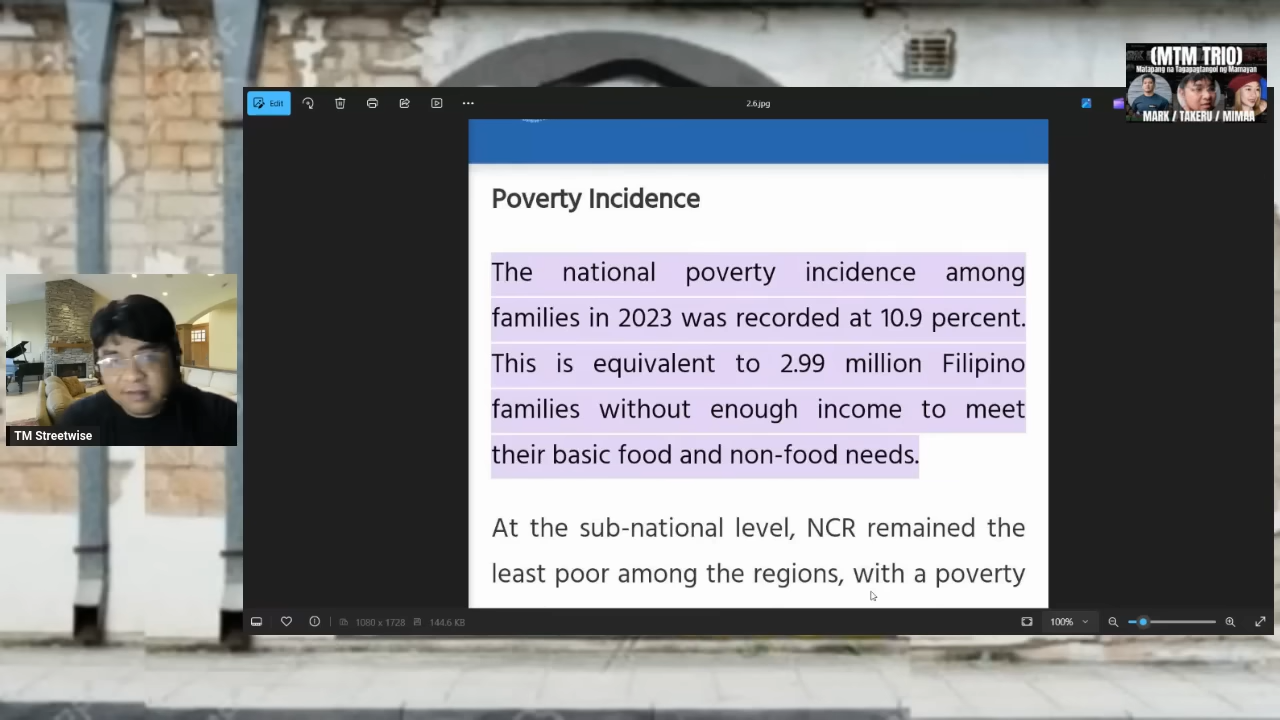 (MTM TRIO)
Matapang na Tagapagtangol ng Mamayan
MARK / TAKERU / MIMAA
Edit
2.6.jpg
Poverty Incidence
The national poverty incidence among
families in 2023 was recorded at 10.9 percent.
This is equivalent to 2.99 million Filipino
families without enough income to meet
their basic food and non-food needs.
At the sub-national level, NCR remained the
least poor among the regions, with a poverty
TM Streetwise
1080 x 1728
144.6 KB
100%